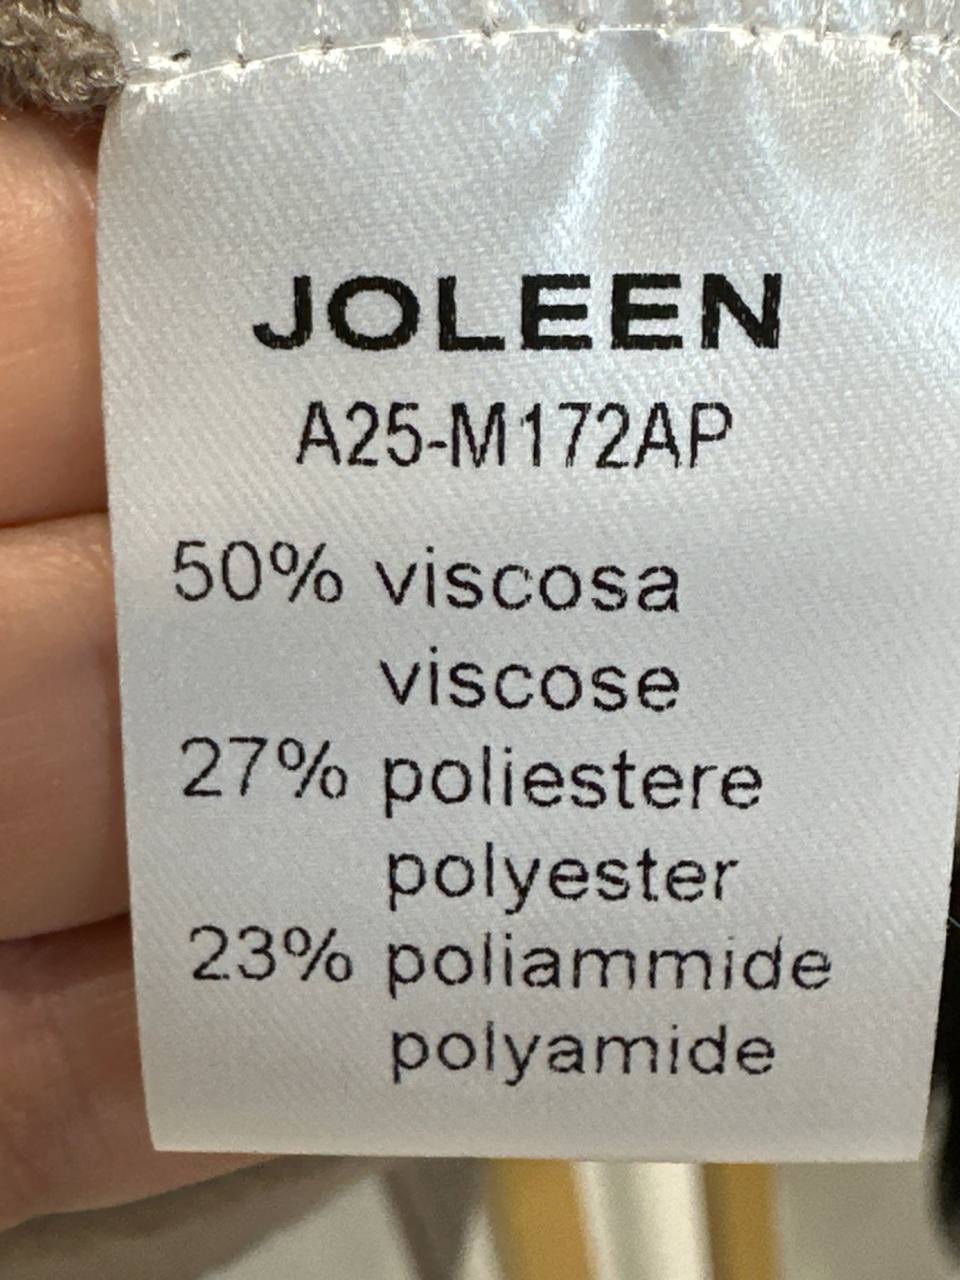 JOLEEN
A25-M172AP
50% viscosa
viscose
27% poliestere
polyester
23% poliammide
polyamide